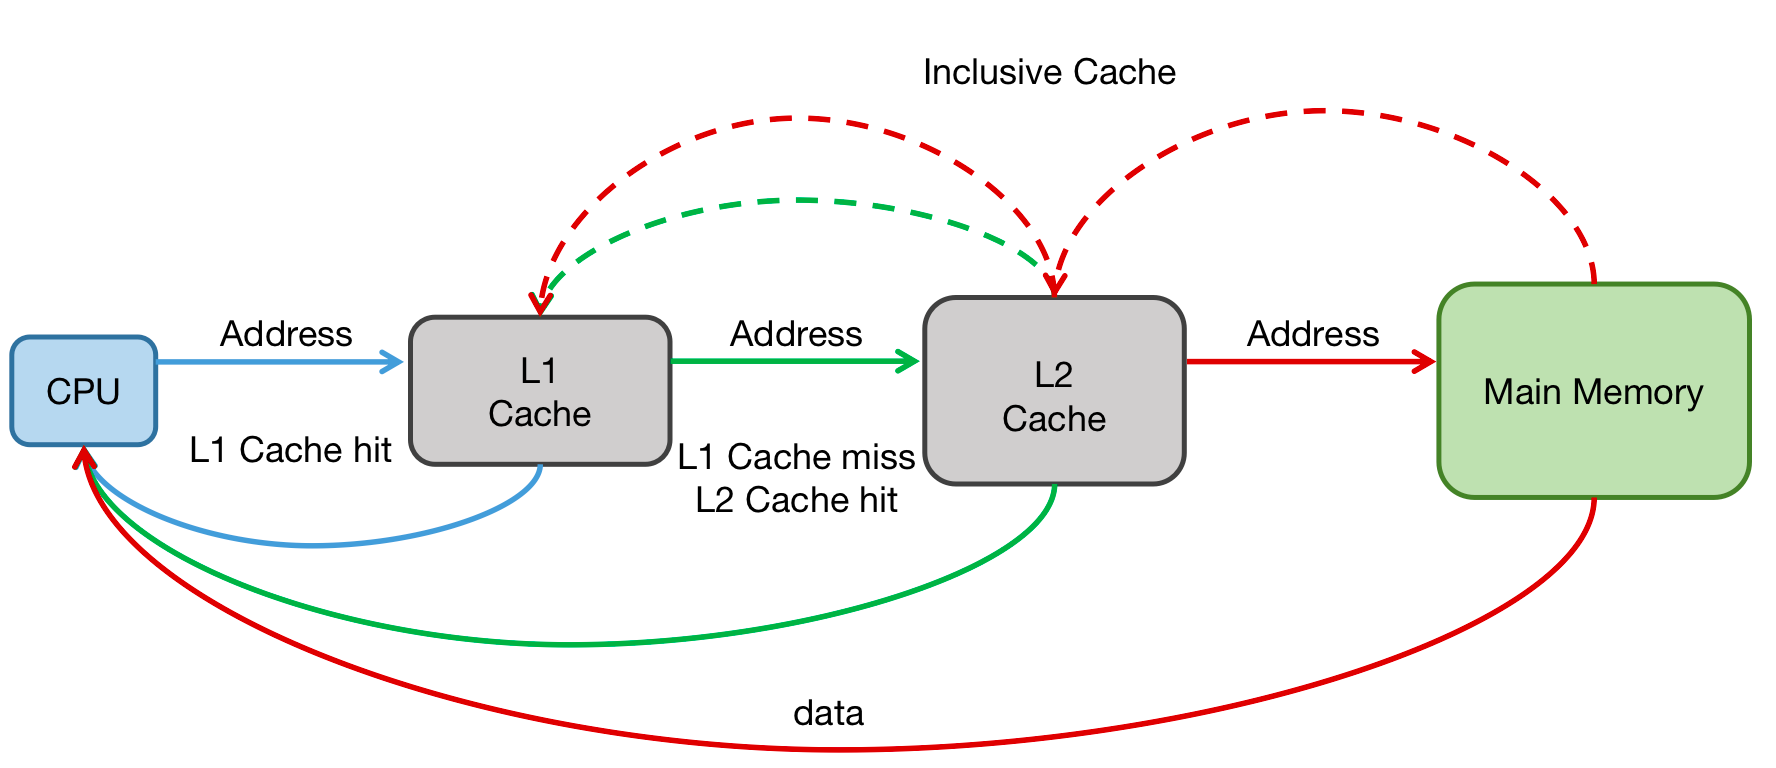 Inclusive Cache
Address
Address
Address
CPU
L1
Cache
L2
Cache
Main Memory
L1 Cache hit
L1 Cache miss
L2 Cache hit
data